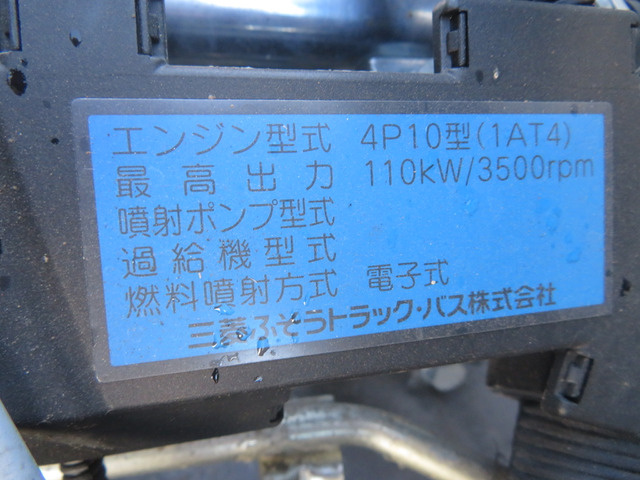 エンジン型式 4P10型(1AT4)
最高出力 110kW/3500rpm
噴射ポンプ型式
過給機型式
燃料噴射方式 電子式
三菱ふそうトラック・バス株式会社